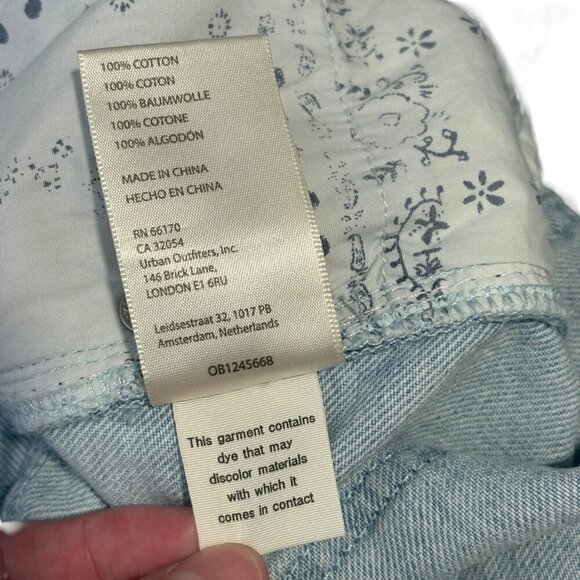 100% COTTON
100% COTON
100% BAUMWOLLE
100% COTONE
100% ALGODÓN
MADE IN CHINA
HECHO EN CHINA
RN 66170
CA 32054
Urban Outfitters, Inc.
146 Brick Lane,
LONDON E1 6RU
Leidsestraat 32, 1017 PB
Amsterdam, Netherlands
OB1245668
This garment contains
dye that may
discolor materials
with which it
comes in contact